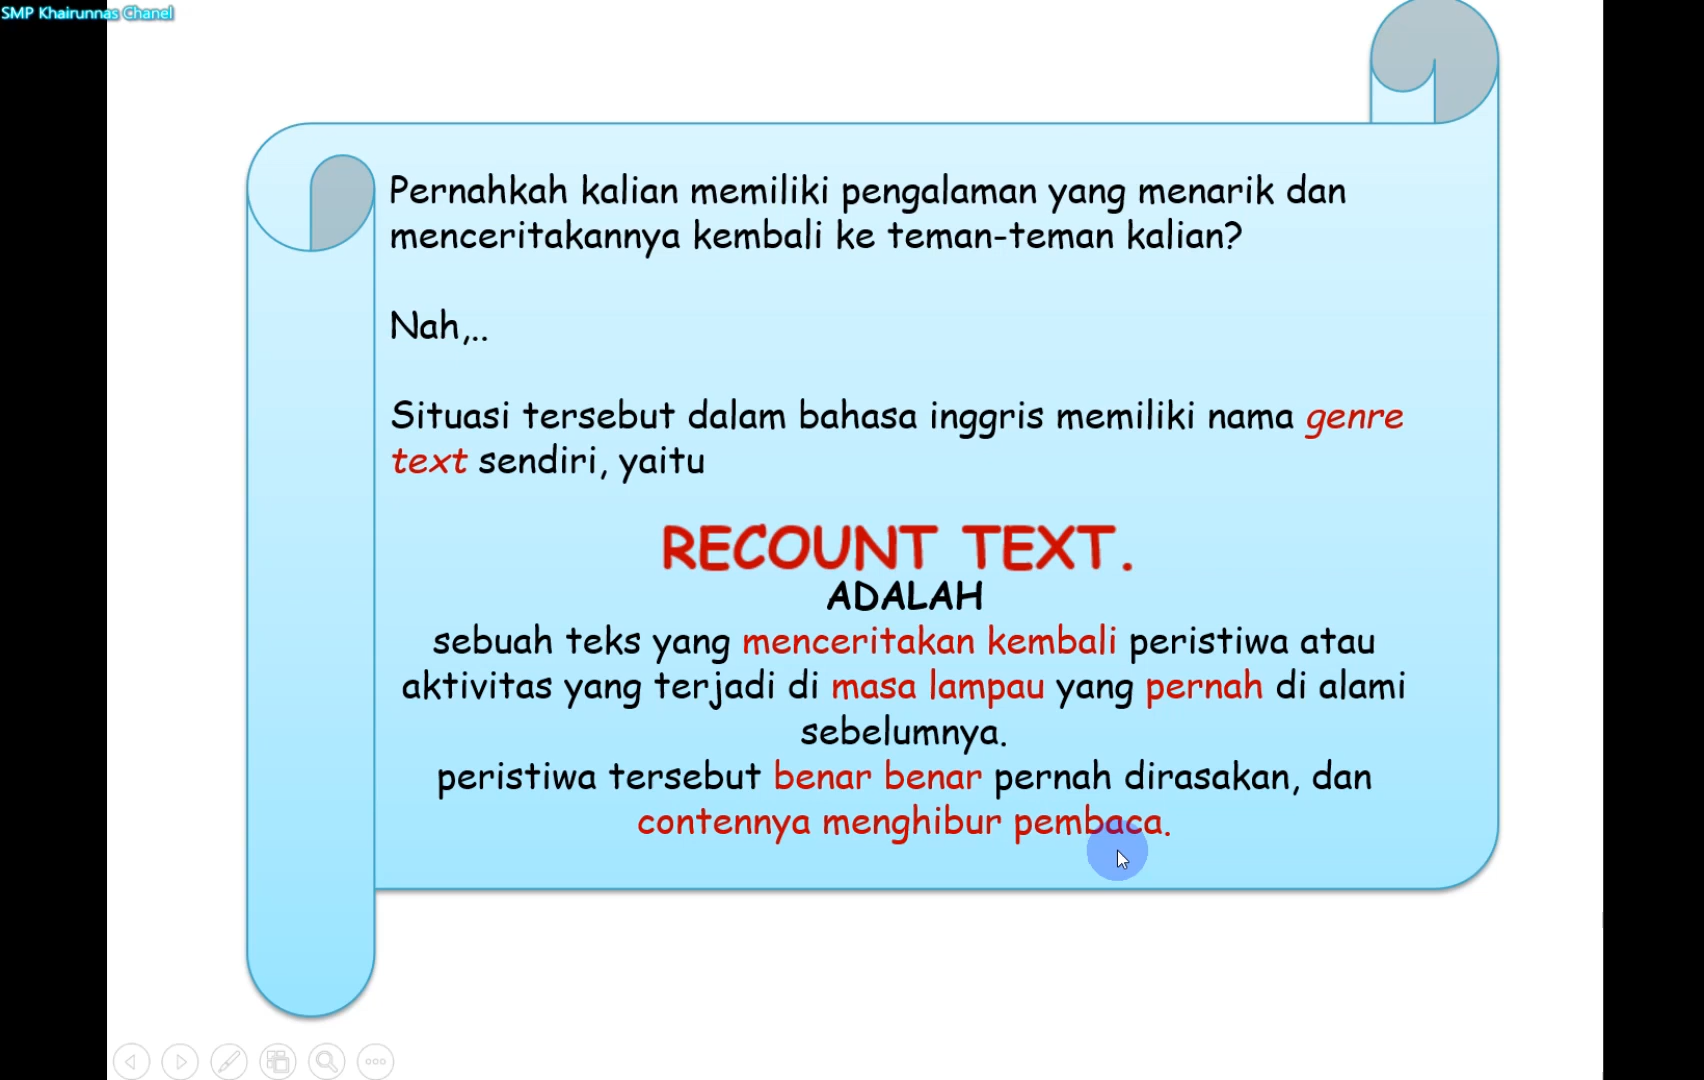 SMP Khairunnas Chanel
Pernahkah kalian memiliki pengalaman yang menarik dan
menceritakannya kembali ke teman-teman kalian?
Nah,..
Situasi tersebut dalam bahasa inggris memiliki nama genre
text sendiri, yaitu
RECOUNT TEXT.
ADALAH
sebuah teks yang menceritakan kembali peristiwa atau
aktivitas yang terjadi di masa lampau yang pernah di alami
sebelumnya.
peristiwa tersebut benar benar pernah dirasakan, dan
contennya menghibur pembaca.